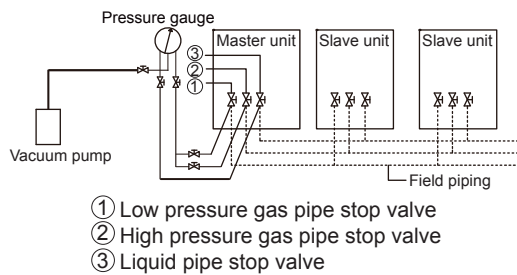 Pressure gauge
Master unit
Slave unit
Slave unit
③
②
①
Vacuum pump
Field piping
① Low pressure gas pipe stop valve
② High pressure gas pipe stop valve
③ Liquid pipe stop valve